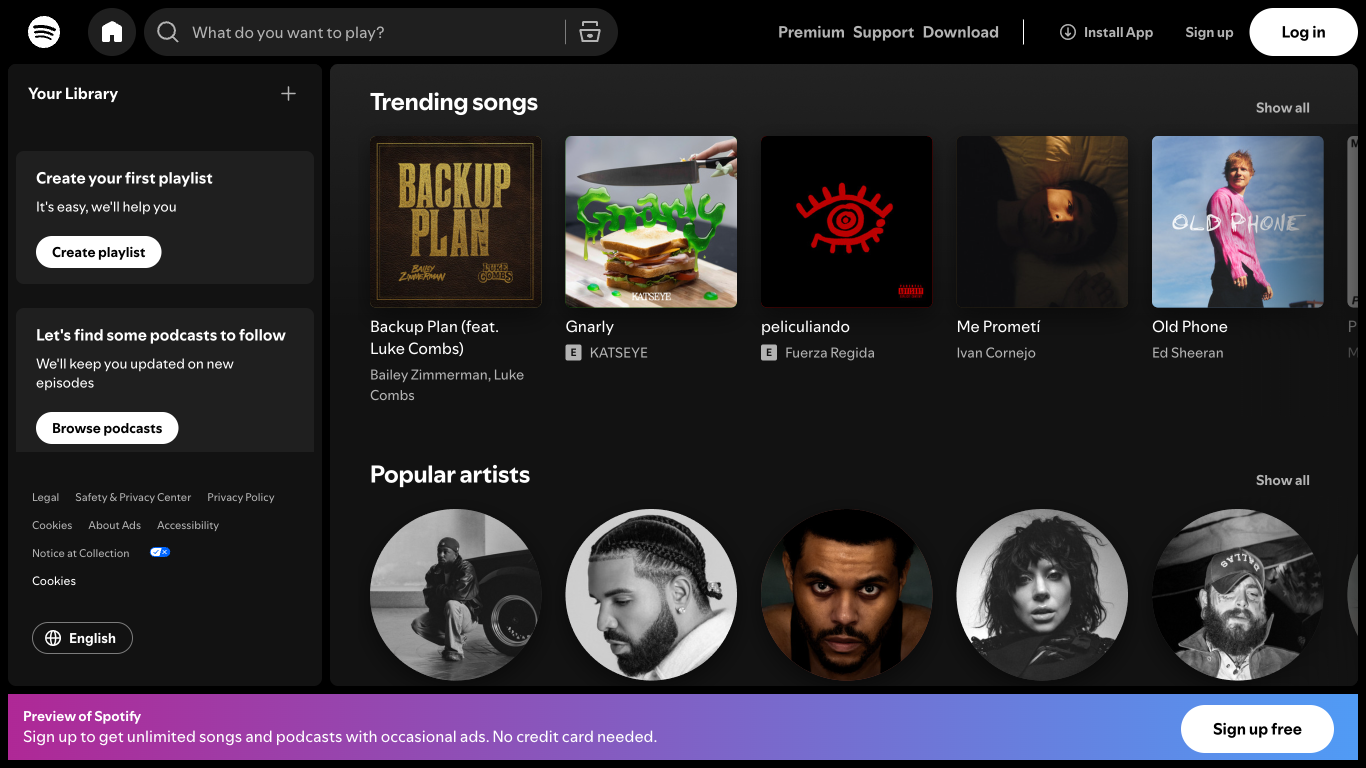 What do you want to play?
Premium Support Download
Install App
Sign up
Log in
Your Library
Create your first playlist
It's easy, we'll help you
Create playlist
Let's find some podcasts to follow
We'll keep you updated on new
episodes
Browse podcasts
Legal Safety & Privacy Center Privacy Policy
Cookies About Ads Accessibility
Notice at Collection
Cookies
English
Trending songs
Show all
BACKUP
PLAN
BAILEY
ZIMMERMAN
LUKE
COMBS
Backup Plan (feat.
Luke Combs)
Bailey Zimmerman, Luke
Combs
Gnarly
KATSEYE
Gnarly
E KATSEYE
peliculiando
E Fuerza Regida
Me Prometí
Ivan Cornejo
OLD PHONE
Old Phone
Ed Sheeran
P
M
Popular artists
Show all
DALLAS
Preview of Spotify
Sign up to get unlimited songs and podcasts with occasional ads. No credit card needed.
Sign up free